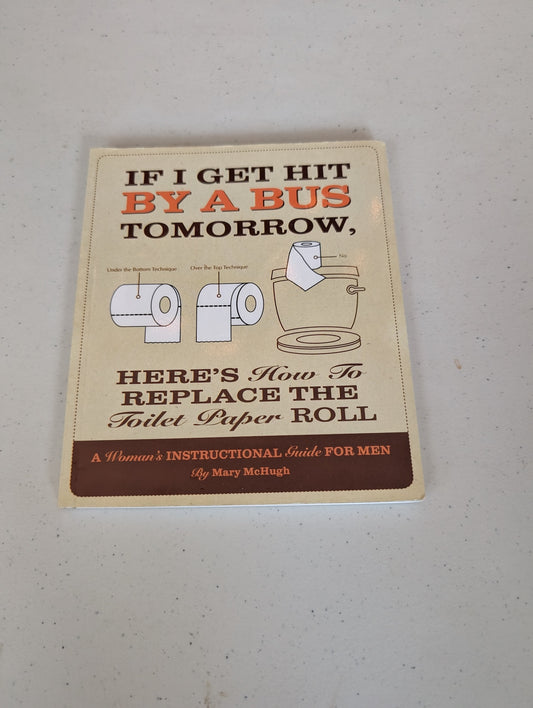 IF I GET HIT
BY A BUS
TOMORROW,
Under the Bottom Technique
Over the Top Technique
No
HERE'S How To
REPLACE THE
Toilet Paper ROLL
A Woman's INSTRUCTIONAL Guide FOR MEN
By Mary McHugh